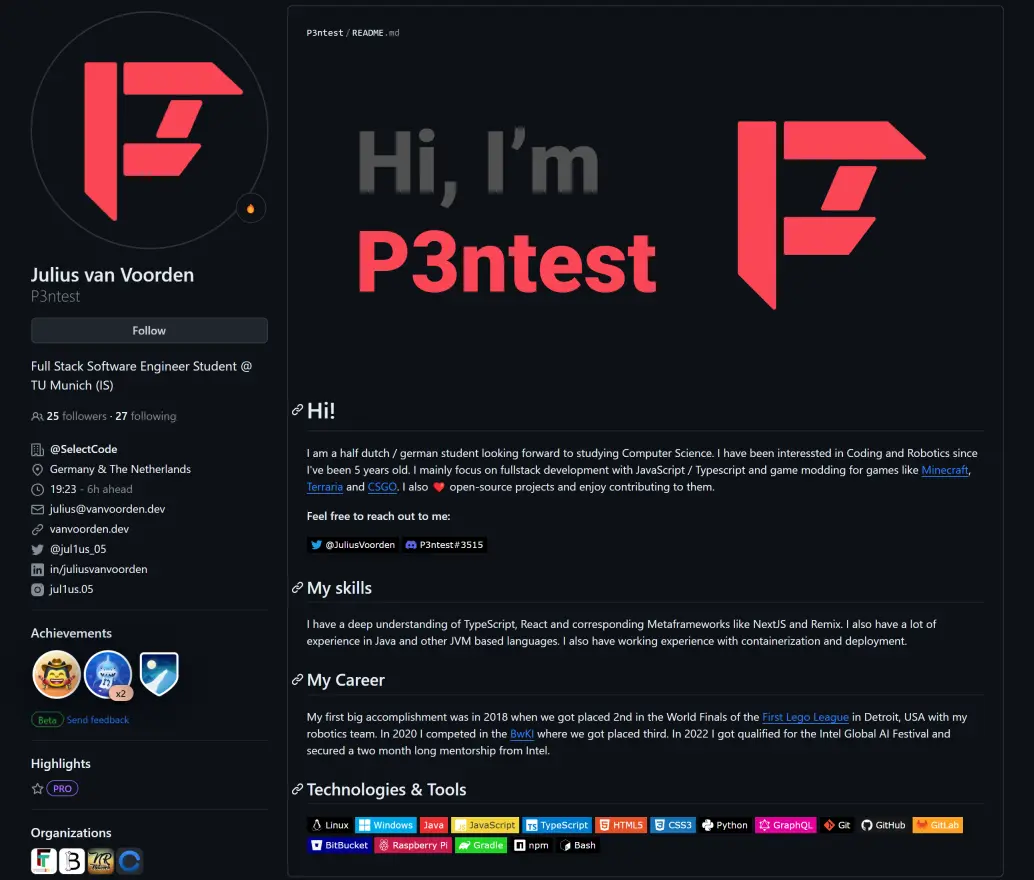 Julius van Voorden
P3ntest
Follow
Full Stack Software Engineer Student @
TU Munich (IS)
25 followers · 27 following
@SelectCode
Germany & The Netherlands
19:23 - 6h ahead
julius@vanvoorden.dev
vanvoorden.dev
@jul1us_05
in/juliusvanvoorden
jul1us.05
Achievements
x2
Beta Send feedback
Highlights
PRO
Organizations
P3ntest/README.md
Hi, I'm
P3ntest
Hi!
I am a half dutch / german student looking forward to studying Computer Science. I have been interessted in Coding and Robotics since
I've been 5 years old. I mainly focus on fullstack development with JavaScript / Typescript and game modding for games like Minecraft,
Terraria and CSGO. I also ❤️ open-source projects and enjoy contributing to them.
Feel free to reach out to me:
@JuliusVoorden P3ntest#3515
My skills
I have a deep understanding of TypeScript, React and corresponding Metaframeworks like NextJS and Remix. I also have a lot of
experience in Java and other JVM based languages. I also have working experience with containerization and deployment.
My Career
My first big accomplishment was in 2018 when we got placed 2nd in the World Finals of the First Lego League in Detroit, USA with my
robotics team. In 2020 I competed in the BwKI where we got placed third. In 2022 I got qualified for the Intel Global AI Festival and
secured a two month long mentorship from Intel.
Technologies & Tools
Linux Windows Java JavaScript TypeScript HTML5 CSS3 Python GraphQL Git GitHub GitLab
BitBucket Raspberry Pi Gradle npm Bash